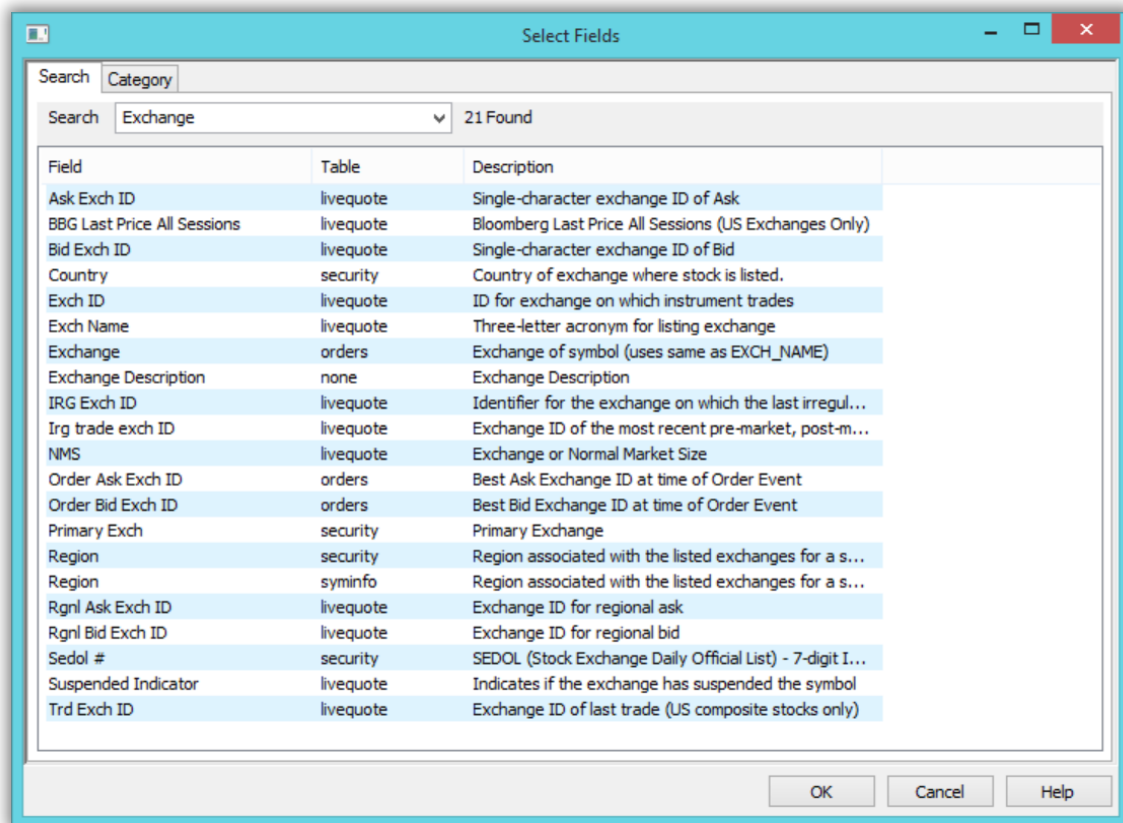 Select Fields
Search Category
Search Exchange 21 Found
Field Table Description
Ask Exch ID livequote Single-character exchange ID of Ask
BBG Last Price All Sessions livequote Bloomberg Last Price All Sessions (US Exchanges Only)
Bid Exch ID livequote Single-character exchange ID of Bid
Country security Country of exchange where stock is listed.
Exch ID livequote ID for exchange on which instrument trades
Exch Name livequote Three-letter acronym for listing exchange
Exchange orders Exchange of symbol (uses same as EXCH_NAME)
Exchange Description none Exchange Description
IRG Exch ID livequote Identifier for the exchange on which the last irregul...
Irg trade exch ID livequote Exchange ID of the most recent pre-market, post-m...
NMS livequote Exchange or Normal Market Size
Order Ask Exch ID orders Best Ask Exchange ID at time of Order Event
Order Bid Exch ID orders Best Bid Exchange ID at time of Order Event
Primary Exch security Primary Exchange
Region security Region associated with the listed exchanges for a s...
Region syminfo Region associated with the listed exchanges for a s...
Rgnl Ask Exch ID livequote Exchange ID for regional ask
Rgnl Bid Exch ID livequote Exchange ID for regional bid
Sedol # security SEDOL (Stock Exchange Daily Official List) - 7-digit I...
Suspended Indicator livequote Indicates if the exchange has suspended the symbol
Trd Exch ID livequote Exchange ID of last trade (US composite stocks only)
OK Cancel Help